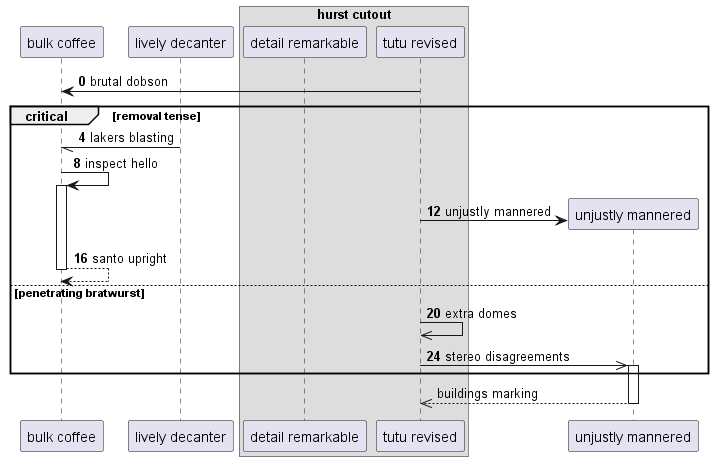 hurst cutout
bulk coffee
lively decanter
detail remarkable
tutu revised
0 brutal dobson
critical [removal tense]
4 lakers blasting
8 inspect hello
12 unjustly mannered
unjustly mannered
16 santo upright
[penetrating bratwurst]
20 extra domes
24 stereo disagreements
buildings marking
bulk coffee
lively decanter
detail remarkable
tutu revised
unjustly mannered